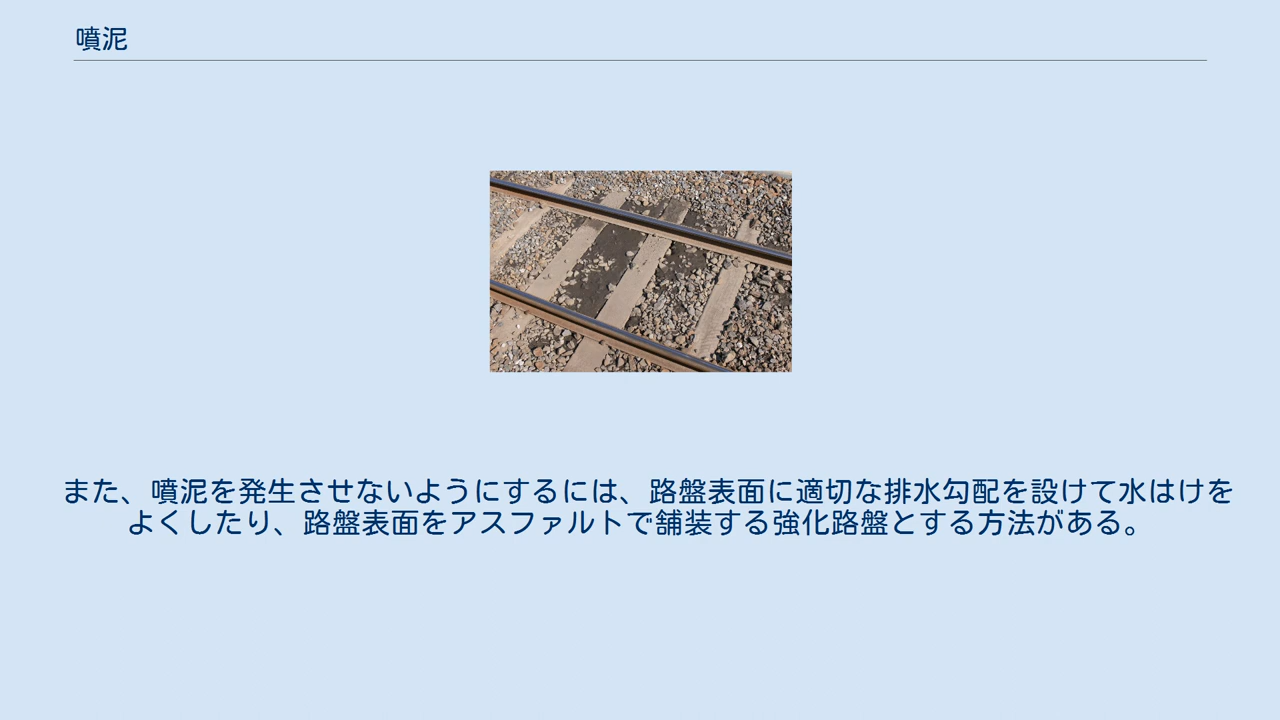 噴泥
また、噴泥を発生させないようにするには、路盤表面に適切な排水勾配を設けて水はけを
よくしたり、路盤表面をアスファルトで舗装する強化路盤とする方法がある。